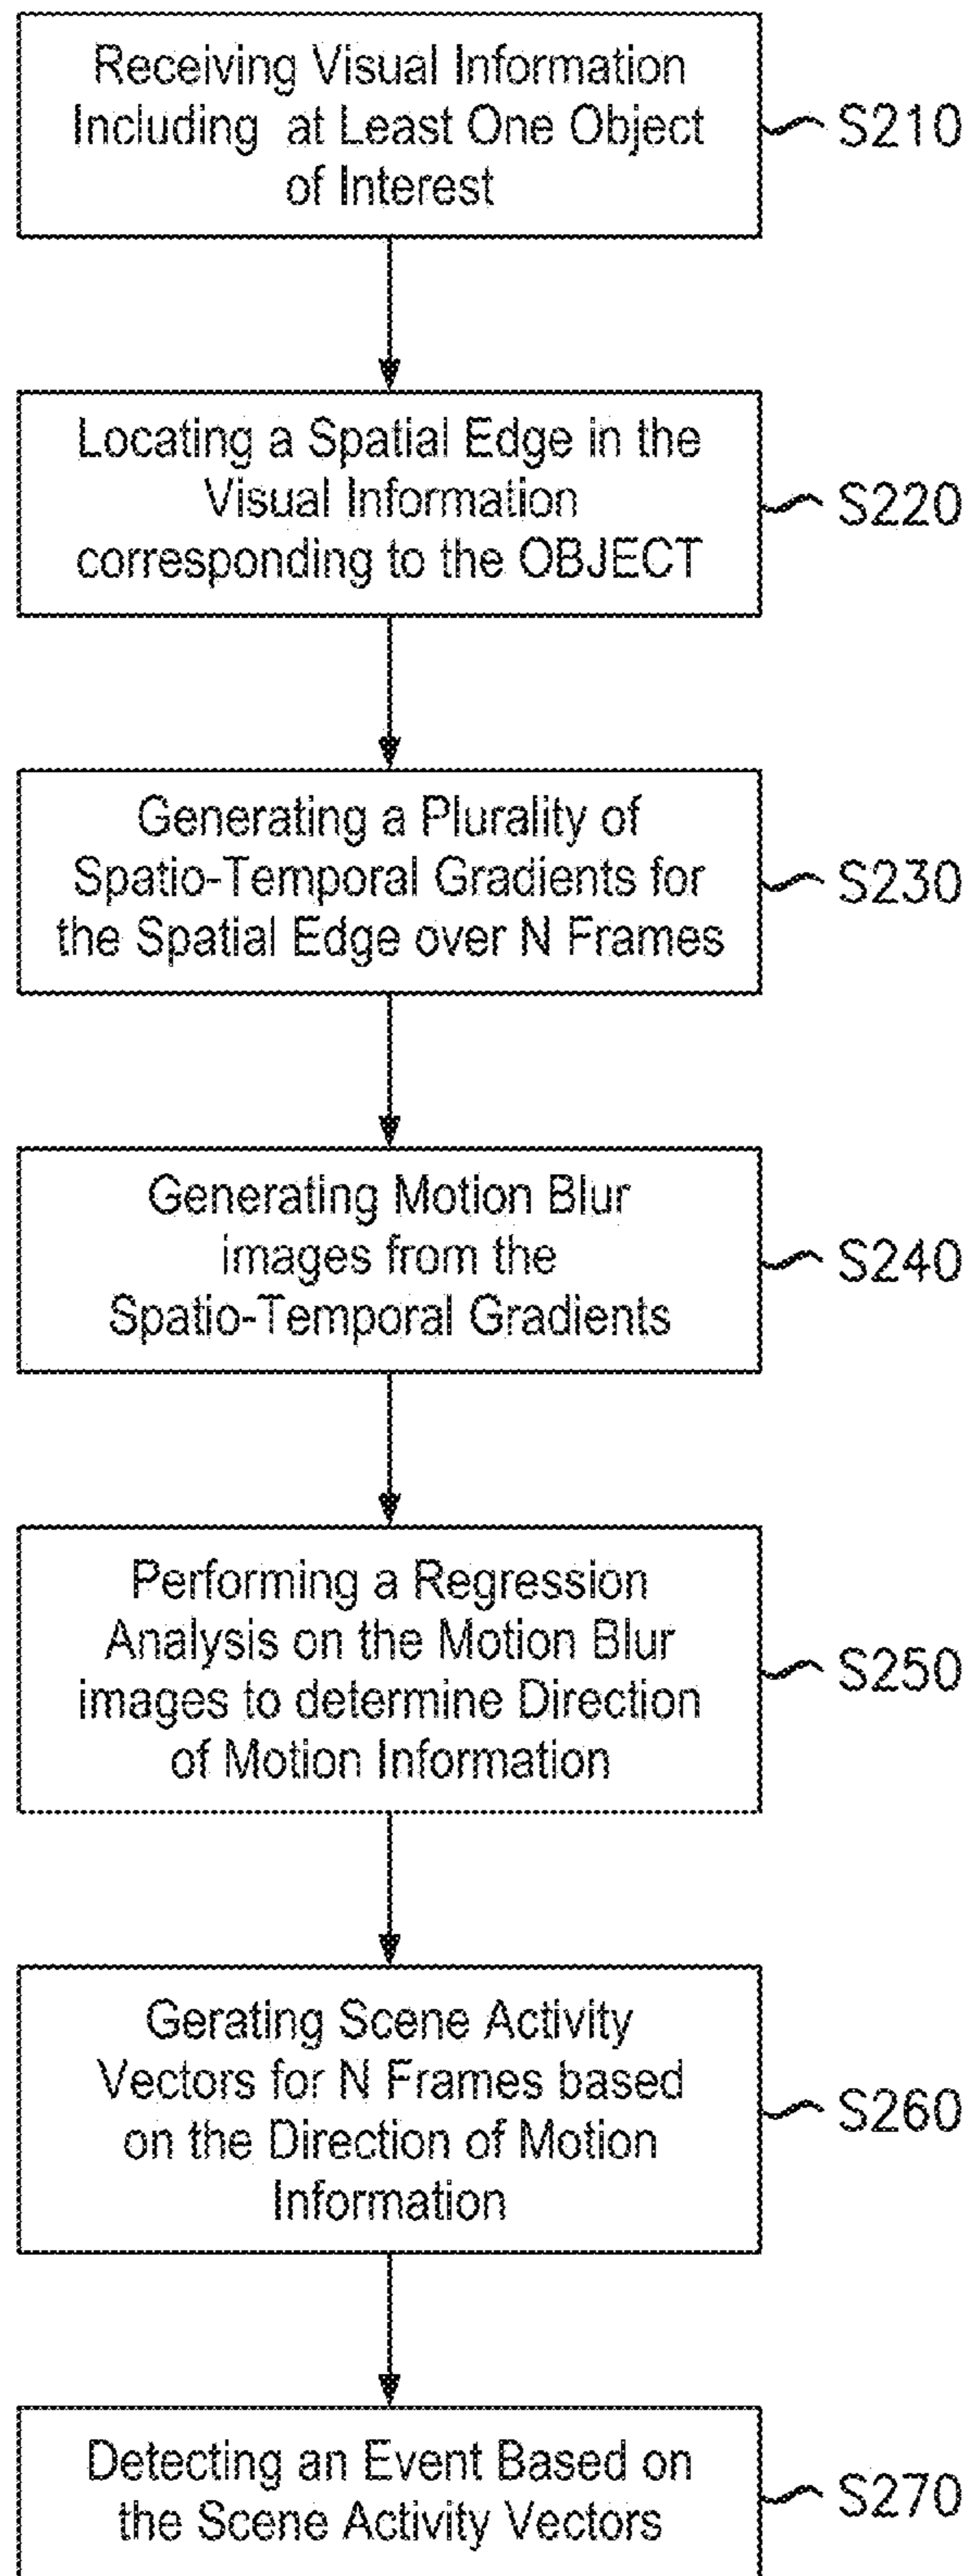 Receiving Visual Information
Including at Least One Object
of Interest
S210
Locating a Spatial Edge in the
Visual Information
corresponding to the OBJECT
S220
Generating a Plurality of
Spatio-Temporal Gradients for
the Spatial Edge over N Frames
S230
Generating Motion Blur
images from the
Spatio-Temporal Gradients
S240
Performing a Regression
Analysis on the Motion Blur
images to determine Direction
of Motion Information
S250
Gerating Scene Activity
Vectors for N Frames based
on the Direction of Motion
Information
S260
Detecting an Event Based on
the Scene Activity Vectors
S270